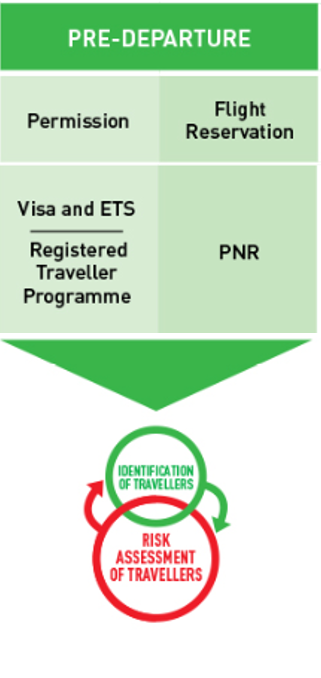 PRE-DEPARTURE
Permission
Flight
Reservation
Visa and ETS
Registered
Traveller
Programme
PNR
IDENTIFICATION
OF TRAVELLERS
RISK
ASSESSMENT
OF TRAVELLERS